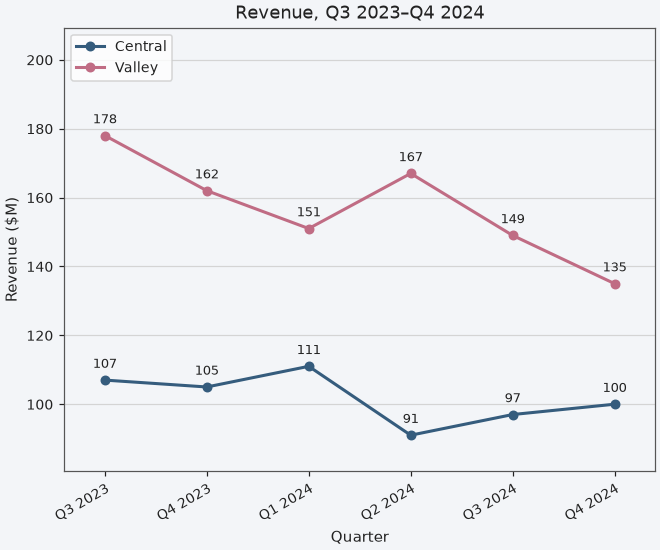 Revenue, Q3 2023–Q4 2024
Central
Valley
Revenue ($M)
200
180
160
140
120
100
178
162
151
167
149
135
107
105
111
91
97
100
Q3 2023
Q4 2023
Q1 2024
Q2 2024
Q3 2024
Q4 2024
Quarter